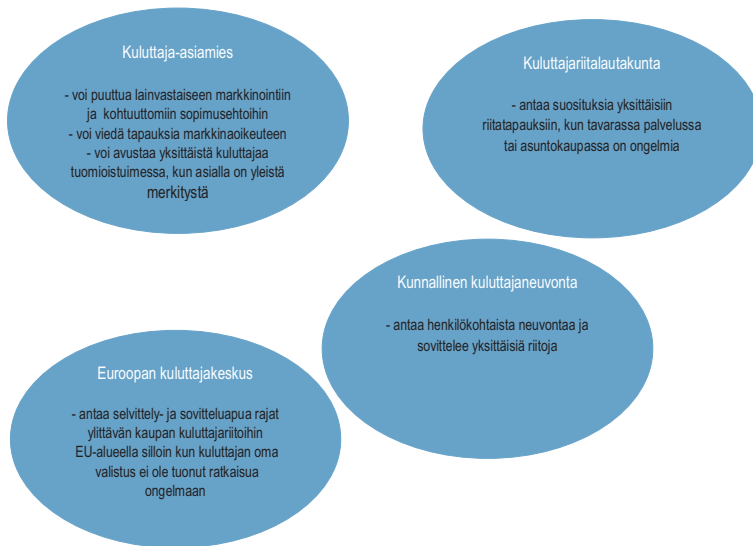 Kuluttaja-asiamies
- voi puuttua lainvastaiseen markkinointiin
ja kohtuuttomiin sopimusehtoihin
- voi viedä tapauksia markkinaoikeuteen
- voi avustaa yksittäistä kuluttajaa
tuomioistuimessa, kun asialla on yleistä
merkitystä
Kuluttajariitalautakunta
- antaa suosituksia yksittäisiin
riitatapauksiin, kun tavarassa palvelussa
tai asuntokaupassa on ongelmia
Kunnallinen kuluttajaneuvonta
- antaa henkilökohtaista neuvontaa ja
sovittelee yksittäisiä riitoja
Euroopan kuluttajakeskus
- antaa selvittely- ja sovitteluapua rajat
ylittävän kaupan kuluttajariitoihin
EU-alueella silloin kun kuluttajan oma
valistus ei ole tuonut ratkaisua
ongelmaan